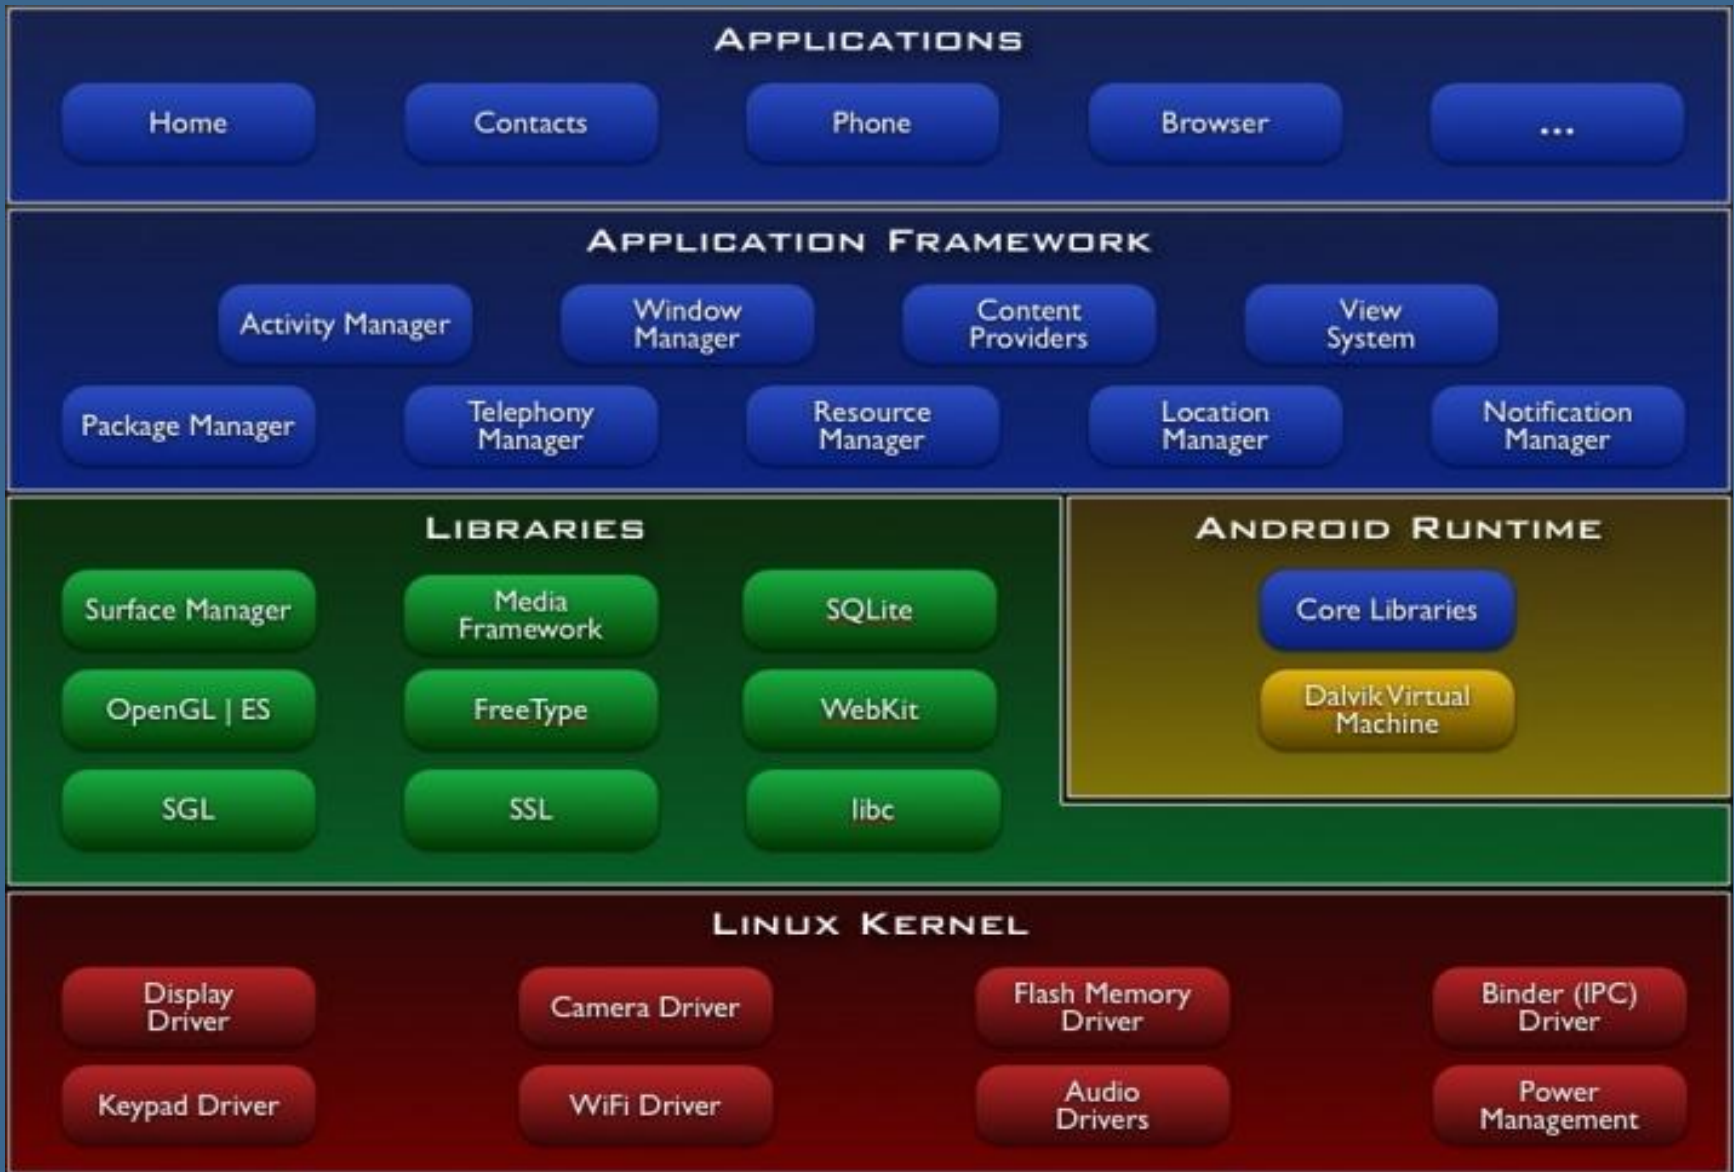 APPLICATIONS
Home
Contacts
Phone
Browser
...
APPLICATION FRAMEWORK
Activity Manager
Window
Manager
Content
Providers
View
System
Package Manager
Telephony
Manager
Resource
Manager
Location
Manager
Notification
Manager
LIBRARIES
Surface Manager
Media
Framework
SQLite
OpenGL | ES
FreeType
WebKit
SGL
SSL
libc
ANDROID RUNTIME
Core Libraries
Dalvik Virtual
Machine
LINUX KERNEL
Display
Driver
Camera Driver
Flash Memory
Driver
Binder (IPC)
Driver
Keypad Driver
WiFi Driver
Audio
Drivers
Power
Management